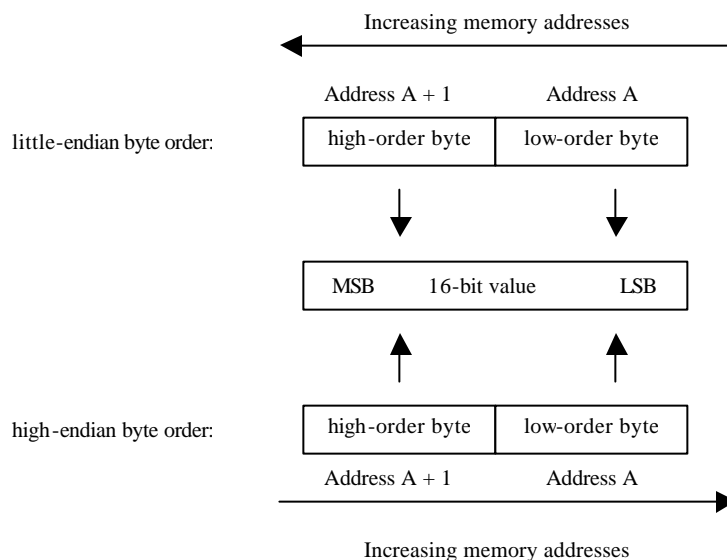 Increasing memory addresses
Address A + 1 Address A
little-endian byte order: high-order byte low-order byte
MSB 16-bit value LSB
high-endian byte order: high-order byte low-order byte
Address A + 1 Address A
Increasing memory addresses